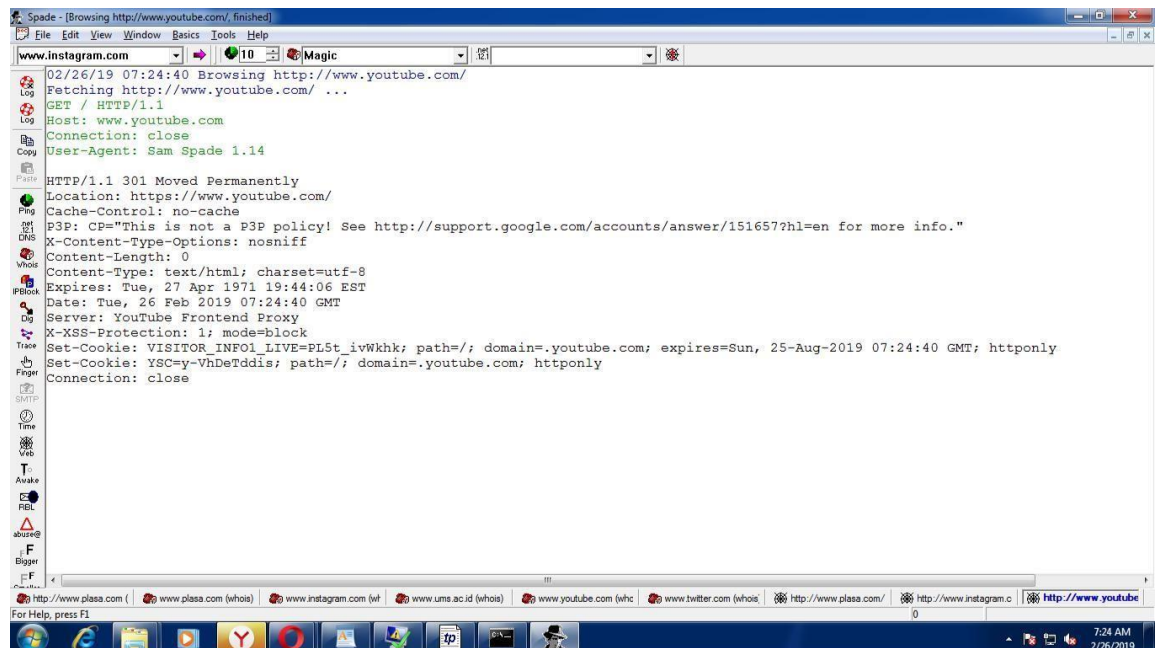 Spade - [Browsing http://www.youtube.com/, finished]
File Edit View Window Basics Tools Help
www.instagram.com 10 Magic .net 12.1
02/26/19 07:24:40 Browsing http://www.youtube.com/
Fetching http://www.youtube.com/ ...
GET / HTTP/1.1
Host: www.youtube.com
Connection: close
User-Agent: Sam Spade 1.14
HTTP/1.1 301 Moved Permanently
Location: https://www.youtube.com/
Cache-Control: no-cache
P3P: CP="This is not a P3P policy! See http://support.google.com/accounts/answer/151657?hl=en for more info."
X-Content-Type-Options: nosniff
Content-Length: 0
Content-Type: text/html; charset=utf-8
Expires: Tue, 27 Apr 1971 19:44:06 EST
Date: Tue, 26 Feb 2019 07:24:40 GMT
Server: YouTube Frontend Proxy
X-XSS-Protection: 1; mode=block
Set-Cookie: VISITOR_INFO1_LIVE=PL5t_ivWkhk; path=/; domain=.youtube.com; expires=Sun, 25-Aug-2019 07:24:40 GMT; httponly
Set-Cookie: YSC=y-VhDeTddis; path=/; domain=.youtube.com; httponly
Connection: close
Log
Log
Copy
Paste
Ping
.net
12.1
DNS
Whois
IPBlock
Dig
Trace
Finger
SMTP
Time
Web
Awake
RBL
abuse@
Bigger
http://www.plasa.com ( www.plasa.com (whois) www.instagram.com (wh www.ums.ac.id (whois) www.youtube.com (whc www.twitter.com (whois) http://www.plasa.com/ http://www.instagram.c http://www.youtube
For Help, press F1 0
tp C:\
7:24 AM
2/26/2019